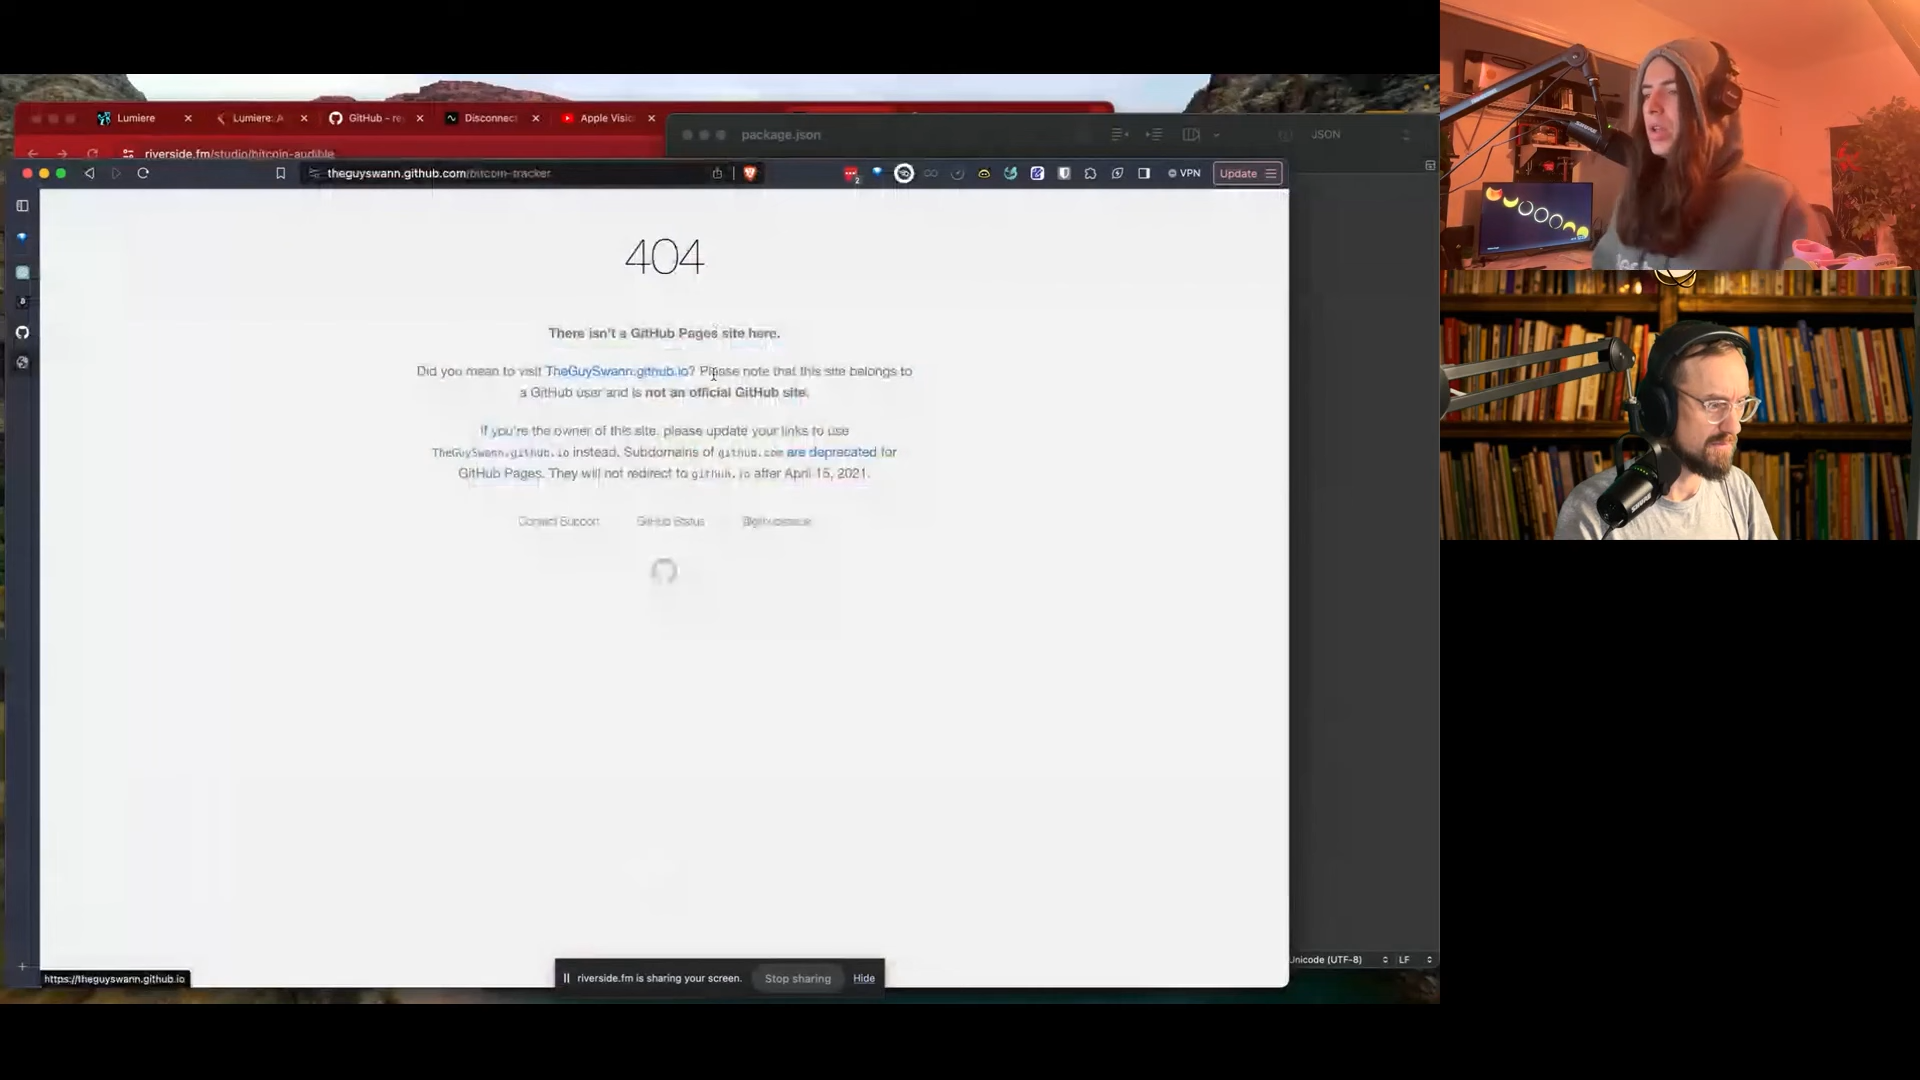 Lumiere
Lumiere: A
GitHub - re
Disconnect
Apple Visio
package.json
JSON
riverside.fm/studio/bitcoin-audible
theguyswann.github.com/bitcoin-tracker
VPN
Update
404
There isn't a GitHub Pages site here.
Did you mean to visit TheGuySwann.github.io? Please note that this site belongs to
a GitHub user and is not an official GitHub site.
If you're the owner of this site, please update your links to use
TheGuySwann.github.io instead. Subdomains of github.com are deprecated for
GitHub Pages. They will not redirect to github.io after April 15, 2021.
Contact Support
GitHub Status
@githubstatus
Unicode (UTF-8)
LF
https://theguyswann.github.io
riverside.fm is sharing your screen.
Stop sharing
Hide
SHURE
SHURE